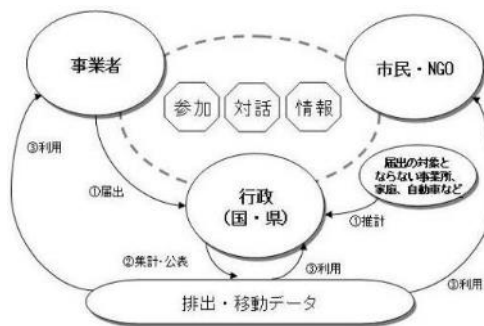 事業者
市民・NGO
参加
対話
情報
③利用
①届出
届出の対象と
ならない事業所、
家庭、自動車など
行政
(国・県)
①推計
②集計・公表
③利用
③利用
排出・移動データ